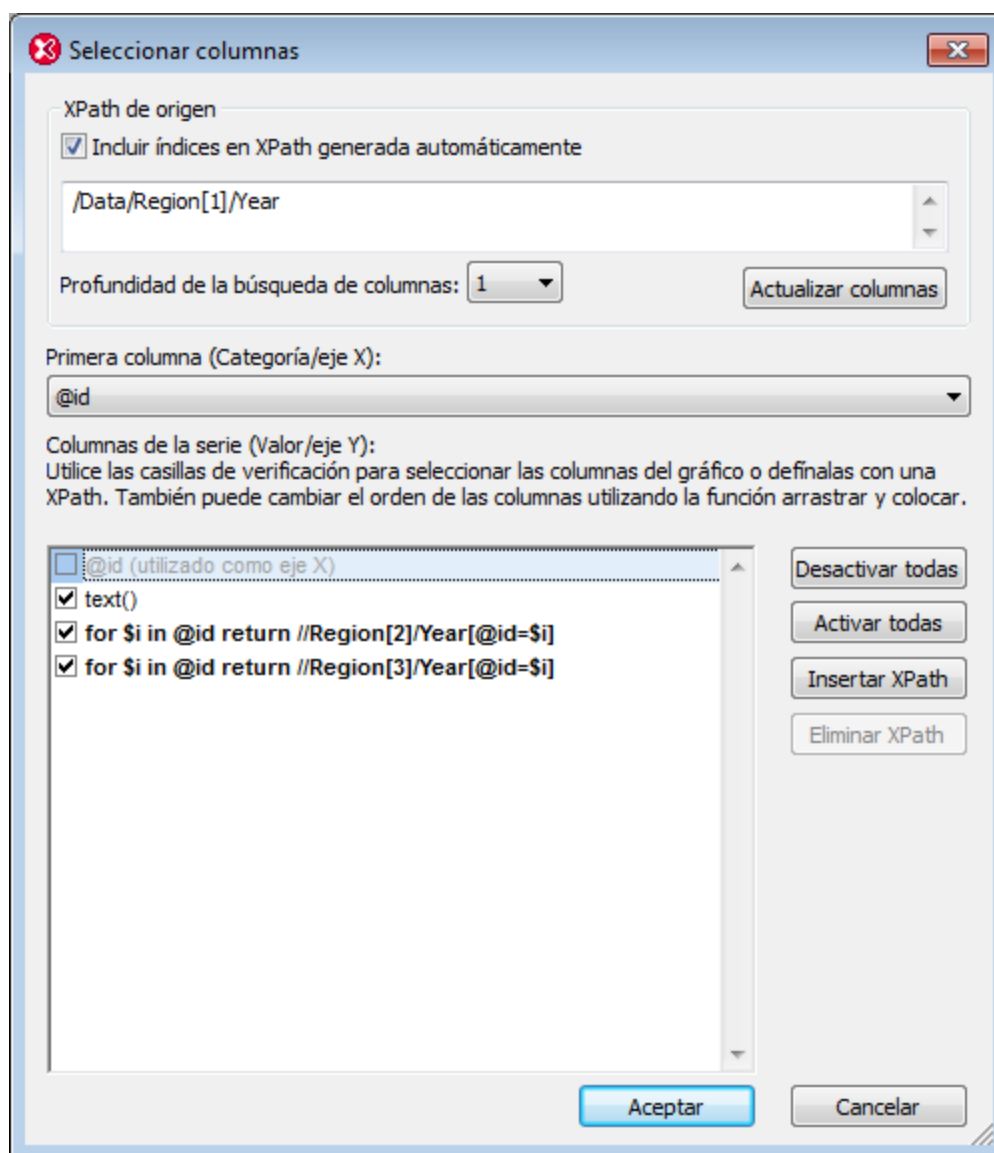 Seleccionar columnas
XPath de origen
Incluir índices en XPath generada automáticamente
/Data/Region[1]/Year
Profundidad de la búsqueda de columnas: 1
Actualizar columnas
Primera columna (Categoría/eje X):
@id
Columnas de la serie (Valor/eje Y):
Utilice las casillas de verificación para seleccionar las columnas del gráfico o defínalas con una
XPath. También puede cambiar el orden de las columnas utilizando la función arrastrar y colocar.
@id (utilizado como eje X)
text()
for $i in @id return //Region[2]/Year[@id=$i]
for $i in @id return //Region[3]/Year[@id=$i]
Desactivar todas
Activar todas
Insertar XPath
Eliminar XPath
Aceptar
Cancelar